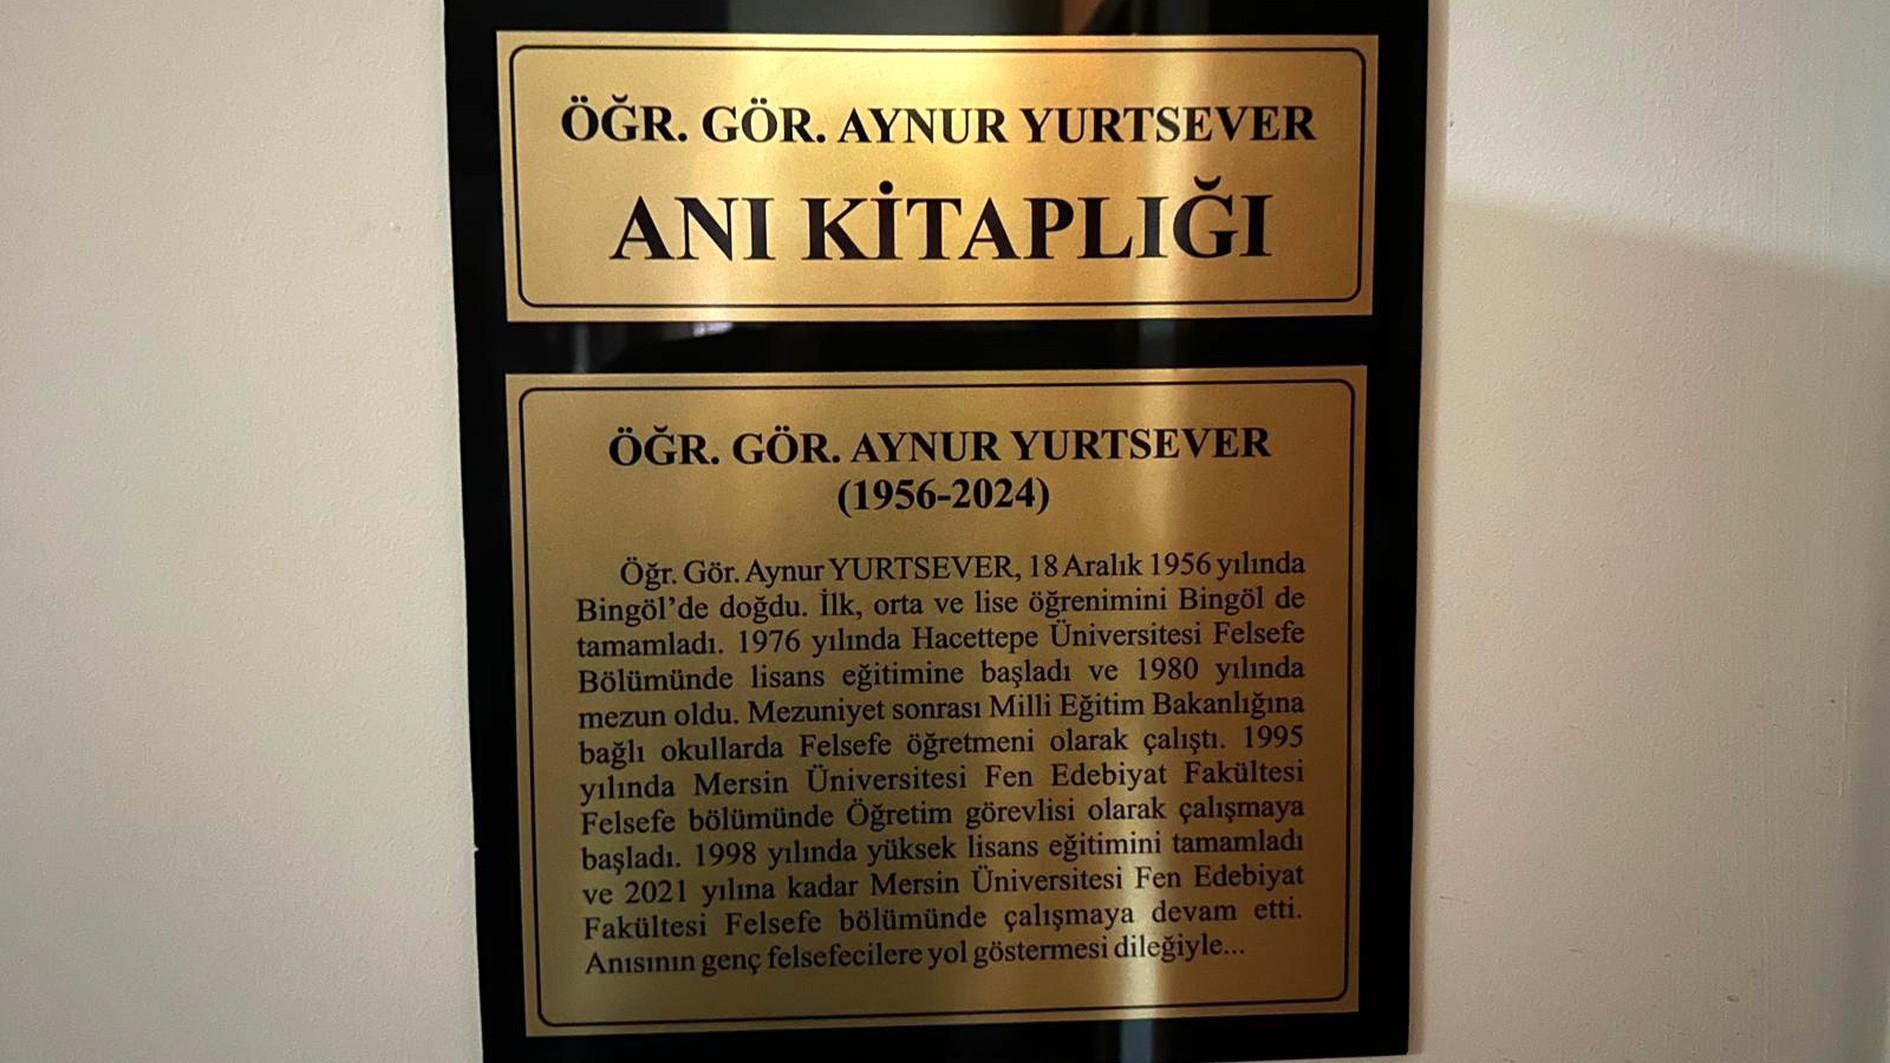 ÖĞR. GÖR. AYNUR YURTSEVER
ANI KİTAPLIĞI
ÖĞR. GÖR. AYNUR YURTSEVER
(1956-2024)
Öğr. Gör. Aynur YURTSEVER, 18 Aralık 1956 yılında
Bingöl’de doğdu. İlk, orta ve lise öğrenimini Bingöl de
tamamladı. 1976 yılında Hacettepe Üniversitesi Felsefe
Bölümünde lisans eğitimine başladı ve 1980 yılında
mezun oldu. Mezuniyet sonrası Milli Eğitim Bakanlığına
bağlı okullarda Felsefe öğretmeni olarak çalıştı. 1995
yılında Mersin Üniversitesi Fen Edebiyat Fakültesi
Felsefe bölümünde Öğretim görevlisi olarak çalışmaya
başladı. 1998 yılında yüksek lisans eğitimini tamamladı
ve 2021 yılına kadar Mersin Üniversitesi Fen Edebiyat
Fakültesi Felsefe bölümünde çalışmaya devam etti.
Anısının genç felsefecilere yol göstermesi dileğiyle...